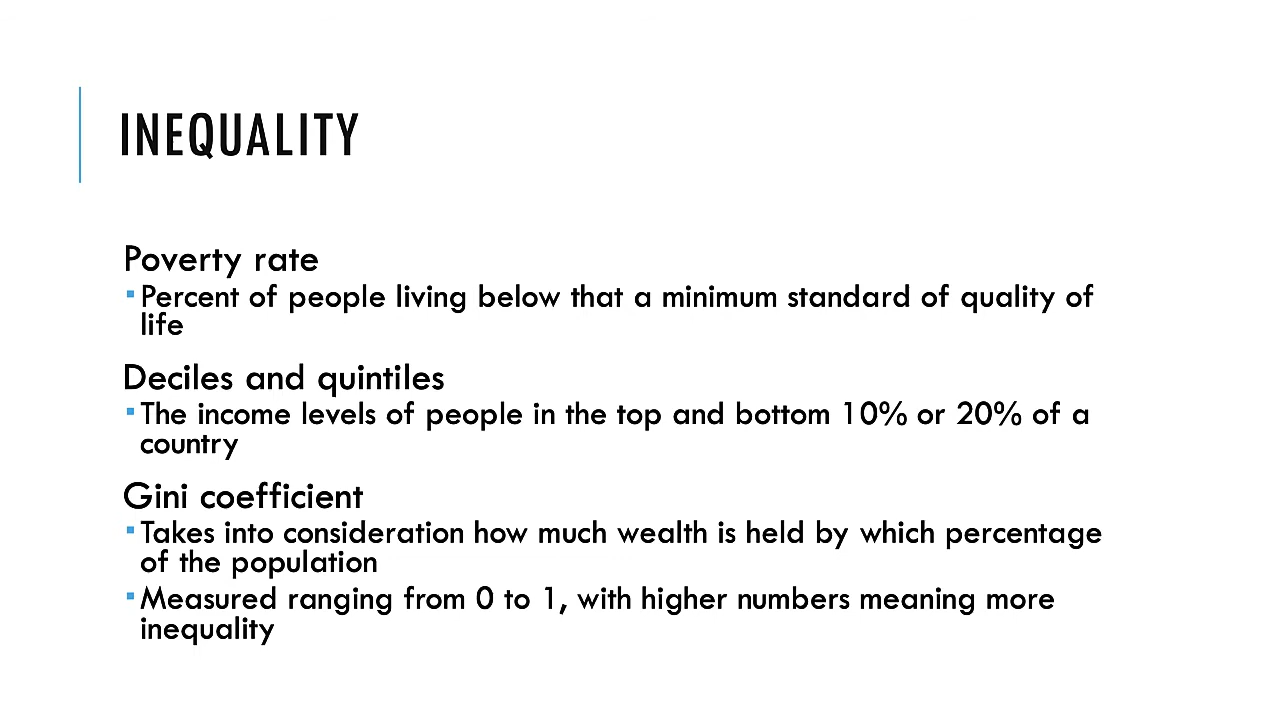 INEQUALITY
Poverty rate
▪Percent of people living below that a minimum standard of quality of
life
Deciles and quintiles
▪The income levels of people in the top and bottom 10% or 20% of a
country
Gini coefficient
▪Takes into consideration how much wealth is held by which percentage
of the population
▪Measured ranging from 0 to 1, with higher numbers meaning more
inequality